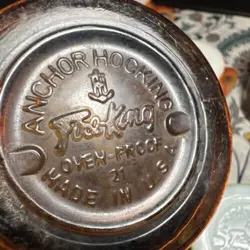 ANCHOR HOCKING
Fire-King
OVEN-PROOF
21
MADE IN U.S.A.